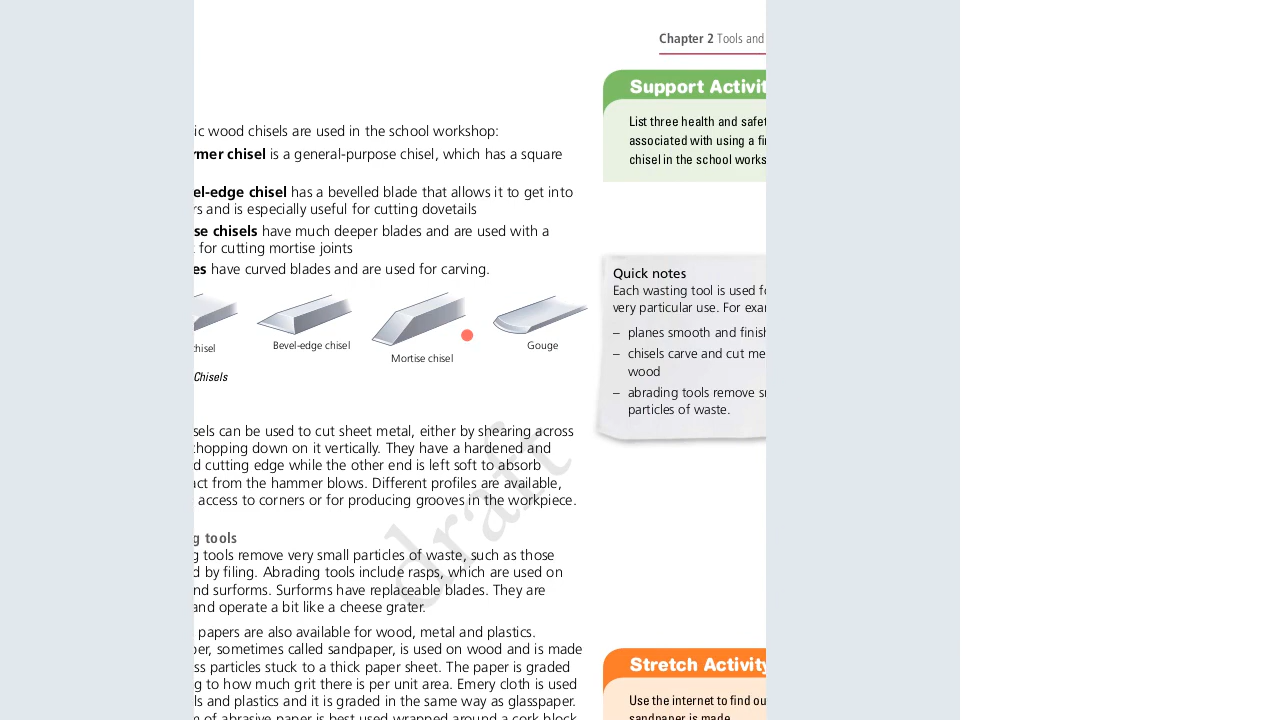 Chapter 2 Tools and
Support Activit
List three health and safet
associated with using a fi
chisel in the school works
ic wood chisels are used in the school workshop:
rmer chisel is a general-purpose chisel, which has a square
el-edge chisel has a bevelled blade that allows it to get into
rs and is especially useful for cutting dovetails
se chisels have much deeper blades and are used with a
for cutting mortise joints
es have curved blades and are used for carving.
chisel
Bevel-edge chisel
Mortise chisel
Gouge
Chisels
Quick notes
Each wasting tool is used fo
very particular use. For exar
– planes smooth and finish
– chisels carve and cut me
wood
– abrading tools remove s
particles of waste.
sels can be used to cut sheet metal, either by shearing across
chopping down on it vertically. They have a hardened and
d cutting edge while the other end is left soft to absorb
act from the hammer blows. Different profiles are available,
access to corners or for producing grooves in the workpiece.
g tools
g tools remove very small particles of waste, such as those
d by filing. Abrading tools include rasps, which are used on
nd surforms. Surforms have replaceable blades. They are
and operate a bit like a cheese grater.
papers are also available for wood, metal and plastics.
per, sometimes called sandpaper, is used on wood and is made
ss particles stuck to a thick paper sheet. The paper is graded
g to how much grit there is per unit area. Emery cloth is used
ls and plastics and it is graded in the same way as glasspaper.
m of abrasive paper is best used wrapped around a cork block
draft
Stretch Activity
Use the internet to find ou
sandpaper is made